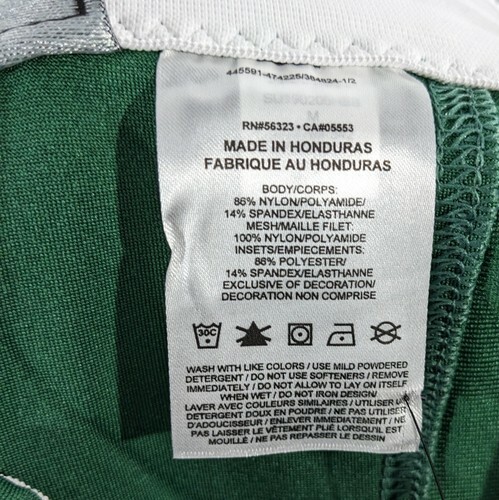 445591-474225/384824-1/2
RN#56323 • CA#05553
MADE IN HONDURAS
FABRIQUE AU HONDURAS
BODY/CORPS:
86% NYLON/POLYAMIDE/
14% SPANDEX/ELASTHANNE
MESH/MAILLE FILET:
100% NYLON/POLYAMIDE
INSETS/EMPIECEMENTS:
86% POLYESTER/
14% SPANDEX/ELASTHANNE
EXCLUSIVE OF DECORATION/
DECORATION NON COMPRISE
30C
WASH WITH LIKE COLORS / USE MILD POWDERED
DETERGENT / DO NOT USE SOFTENERS / REMOVE
IMMEDIATELY / DO NOT ALLOW TO LAY ON ITSELF
WHEN WET / DO NOT IRON DESIGN/
LAVER AVEC COULEURS SIMILAIRES / UTILISER UN
DETERGENT DOUX EN POUDRE / NE PAS UTILISER
D'ADOUCISSEUR / ENLEVER IMMEDIATEMENT / NE
PAS LAISSER LE VÊTEMENT PLIÉ LORSQU'IL EST
MOUILLÉ / NE PAS REPASSER LE DESSIN